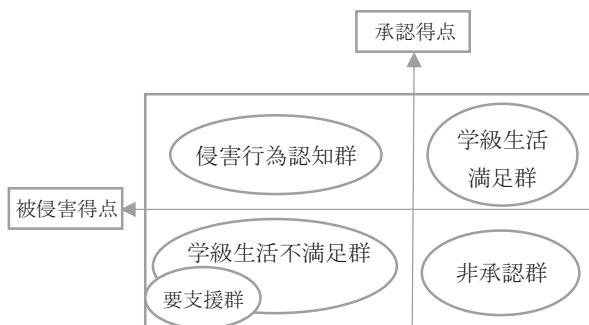 承認得点
侵害行為認知群
学級生活
満足群
被侵害得点
学級生活不満足群
要支援群
非承認群